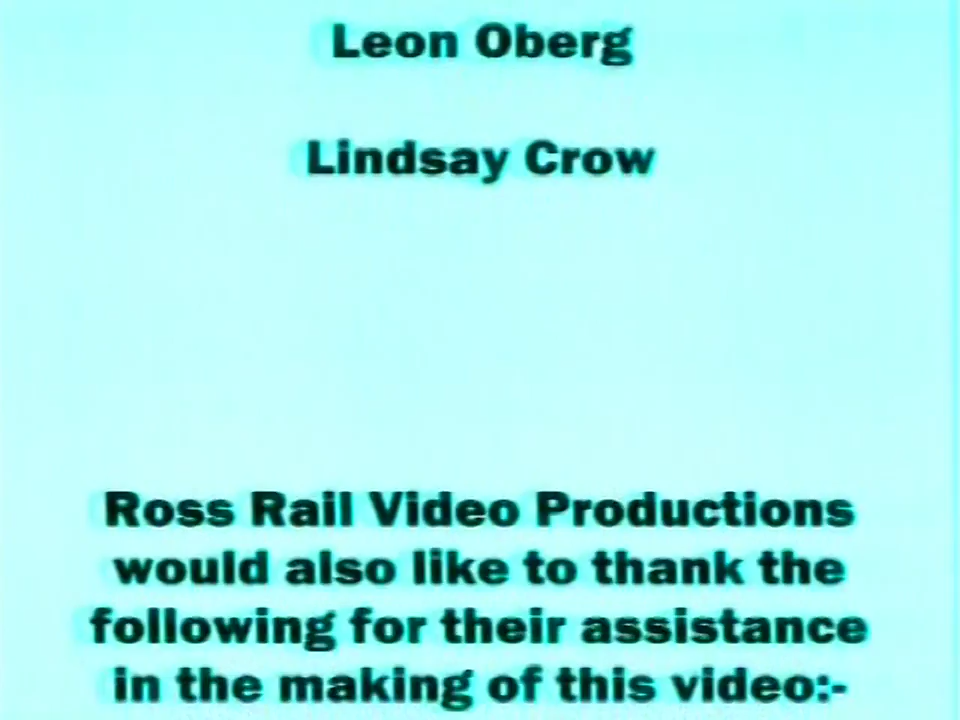 Leon Oberg
Lindsay Crow
Ross Rail Video Productions
would also like to thank the
following for their assistance
in the making of this video:-